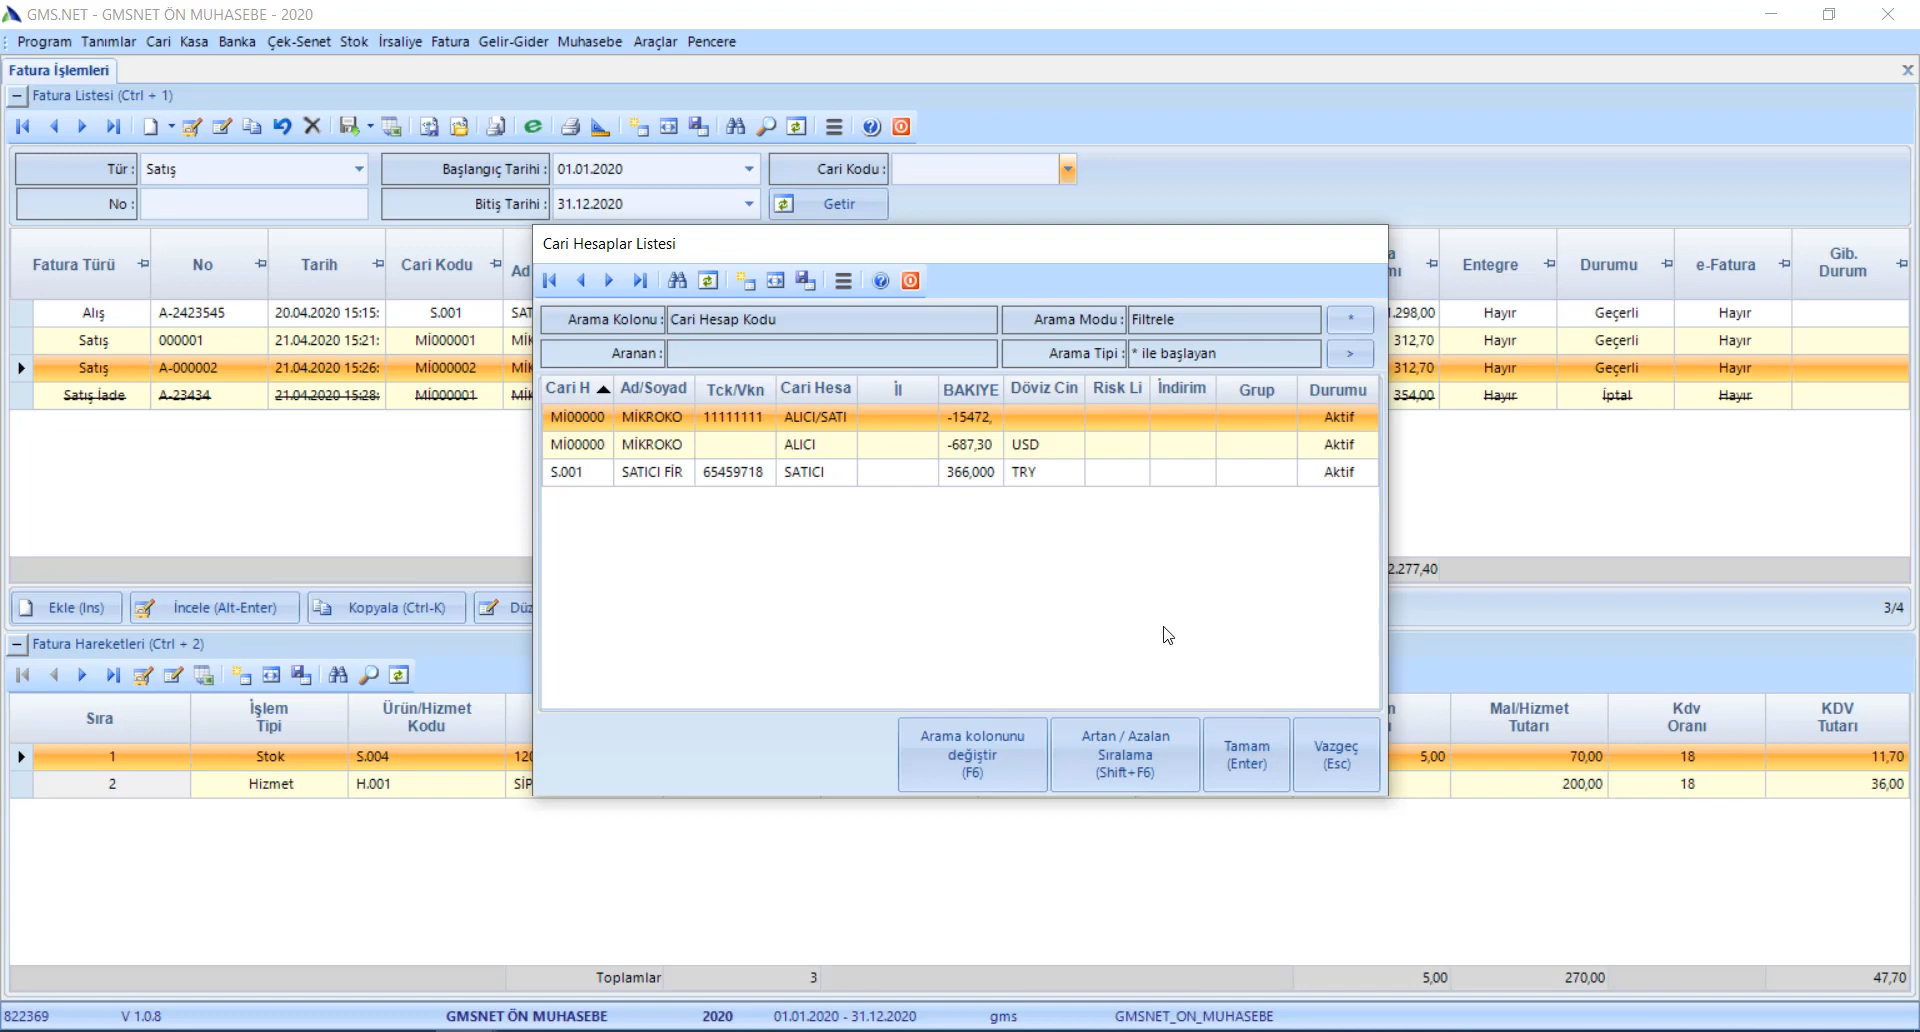 GMS.NET - GMSNET ÖN MUHASEBE - 2020
Program Tanımlar Cari Kasa Banka Çek-Senet Stok İrsaliye Fatura Gelir-Gider Muhasebe Araçlar Pencere
Fatura İşlemleri
Fatura Listesi (Ctrl + 1)
Tür : Satış Başlangıç Tarihi : 01.01.2020 Cari Kodu :
No : Bitiş Tarihi : 31.12.2020 Getir
Fatura Türü No Tarih Cari Kodu Ad Entegre Durumu e-Fatura Gib. Durum
Alış A-2423545 20.04.2020 15:15: S.001 SAT .298,00 Hayır Geçerli Hayır
Satış 000001 21.04.2020 15:21: Mİ000001 MİK 312,70 Hayır Geçerli Hayır
Satış A-000002 21.04.2020 15:26: Mİ000002 MİK 312,70 Hayır Geçerli Hayır
Satış İade A-23434 21.04.2020 15:28: Mİ000001 MİK 354,00 Hayır İptal Hayır
2.277,40
Ekle (Ins) İncele (Alt-Enter) Kopyala (Ctrl-K) Düz 3/4
Cari Hesaplar Listesi
Arama Kolonu : Cari Hesap Kodu Arama Modu : Filtrele *
Aranan : Arama Tipi : * ile başlayan >
Cari H Ad/Soyad Tck/Vkn Cari Hesa İl BAKIYE Döviz Cin Risk Li İndirim Grup Durumu
Mİ00000 MİKROKO 11111111 ALICI/SATI -15472, Aktif
Mİ00000 MİKROKO ALICI -687,30 USD Aktif
S.001 SATICI FİR 65459718 SATICI 366,000 TRY Aktif
Arama kolonunu değiştir (F6)
Artan / Azalan Sıralama (Shift+F6)
Tamam (Enter)
Vazgeç (Esc)
Fatura Hareketleri (Ctrl + 2)
Sıra İşlem Tipi Ürün/Hizmet Kodu Mal/Hizmet Tutarı Kdv Oranı KDV Tutarı
1 Stok S.004 120 5,00 70,00 18 11,70
2 Hizmet H.001 SİP 200,00 18 36,00
Toplamlar 3 5,00 270,00 47,70
822369 V 1.0.8 GMSNET ÖN MUHASEBE 2020 01.01.2020 - 31.12.2020 gms GMSNET_ON_MUHASEBE